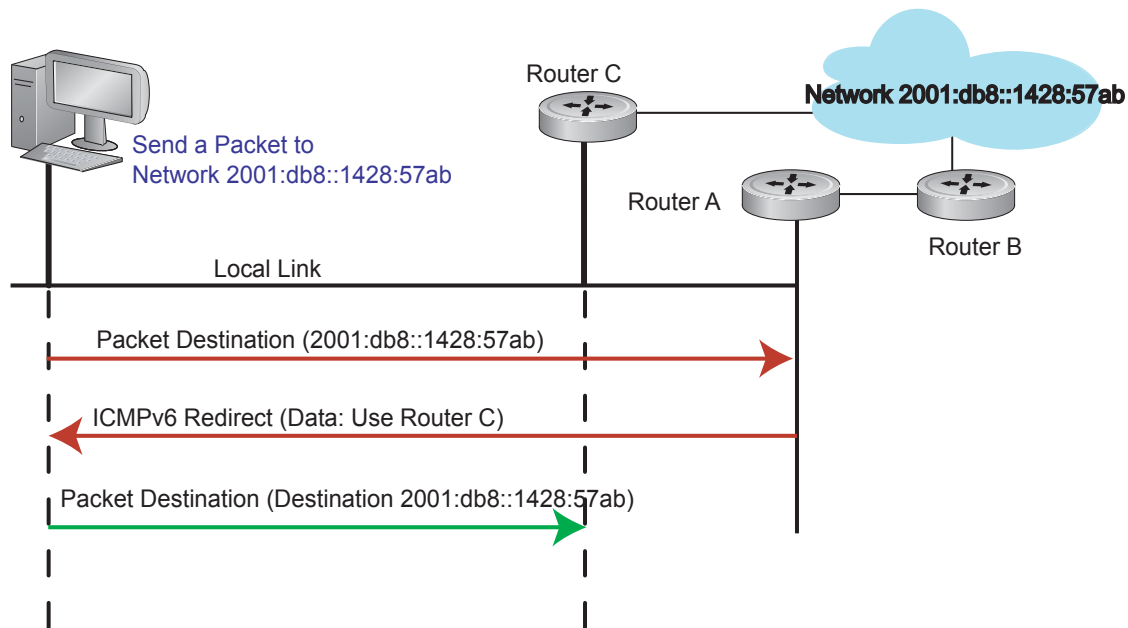 Router C
Network 2001:db8::1428:57ab
Send a Packet to
Network 2001:db8::1428:57ab
Router A
Router B
Local Link
Packet Destination (2001:db8::1428:57ab)
ICMPv6 Redirect (Data: Use Router C)
Packet Destination (Destination 2001:db8::1428:57ab)